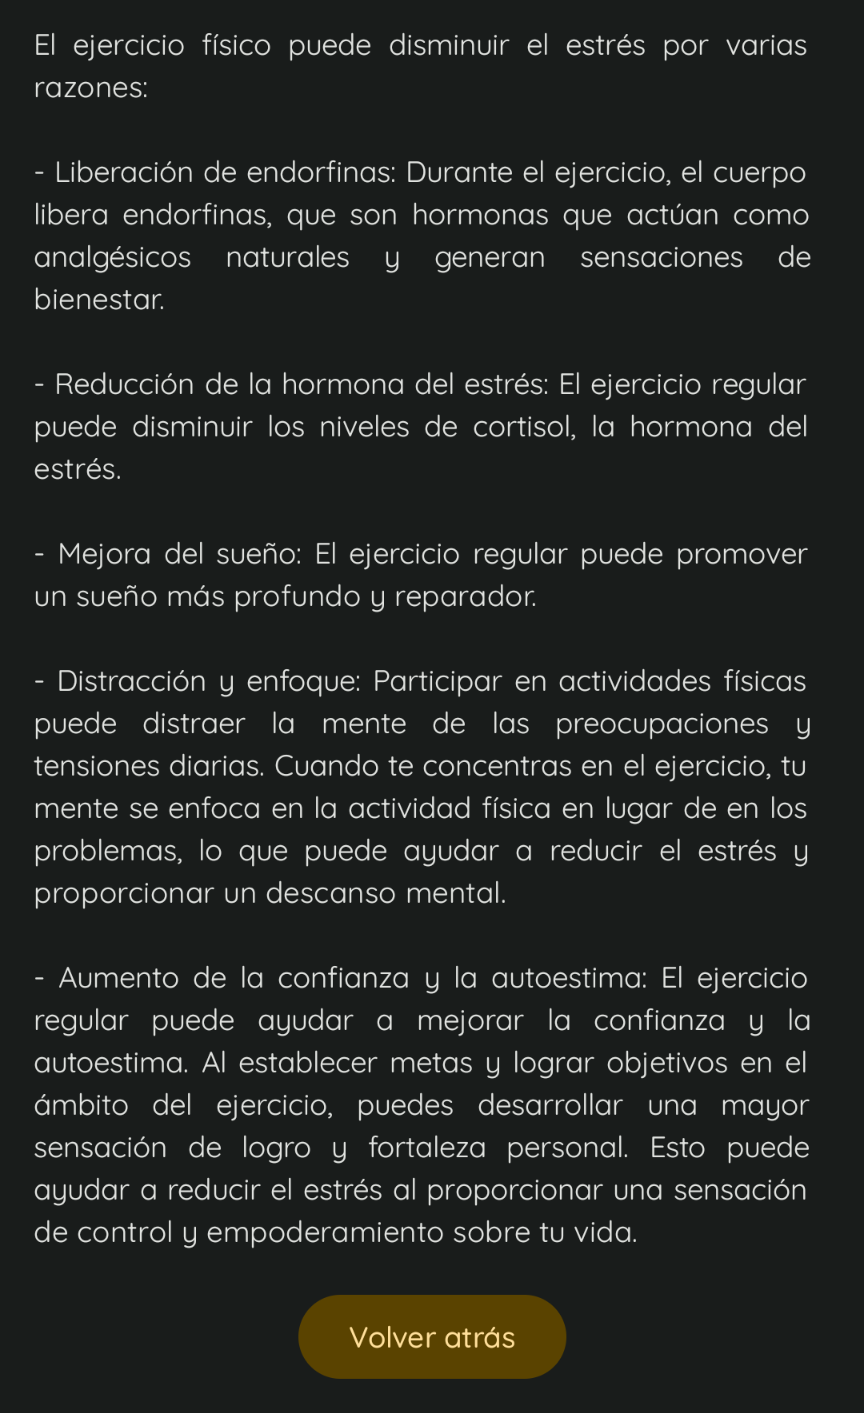 El ejercicio físico puede disminuir el estrés por varias
razones:
- Liberación de endorfinas: Durante el ejercicio, el cuerpo
libera endorfinas, que son hormonas que actúan como
analgésicos naturales y generan sensaciones de
bienestar.
- Reducción de la hormona del estrés: El ejercicio regular
puede disminuir los niveles de cortisol, la hormona del
estrés.
- Mejora del sueño: El ejercicio regular puede promover
un sueño más profundo y reparador.
- Distracción y enfoque: Participar en actividades físicas
puede distraer la mente de las preocupaciones y
tensiones diarias. Cuando te concentras en el ejercicio, tu
mente se enfoca en la actividad física en lugar de en los
problemas, lo que puede ayudar a reducir el estrés y
proporcionar un descanso mental.
- Aumento de la confianza y la autoestima: El ejercicio
regular puede ayudar a mejorar la confianza y la
autoestima. Al establecer metas y lograr objetivos en el
ámbito del ejercicio, puedes desarrollar una mayor
sensación de logro y fortaleza personal. Esto puede
ayudar a reducir el estrés al proporcionar una sensación
de control y empoderamiento sobre tu vida.
Volver atrás